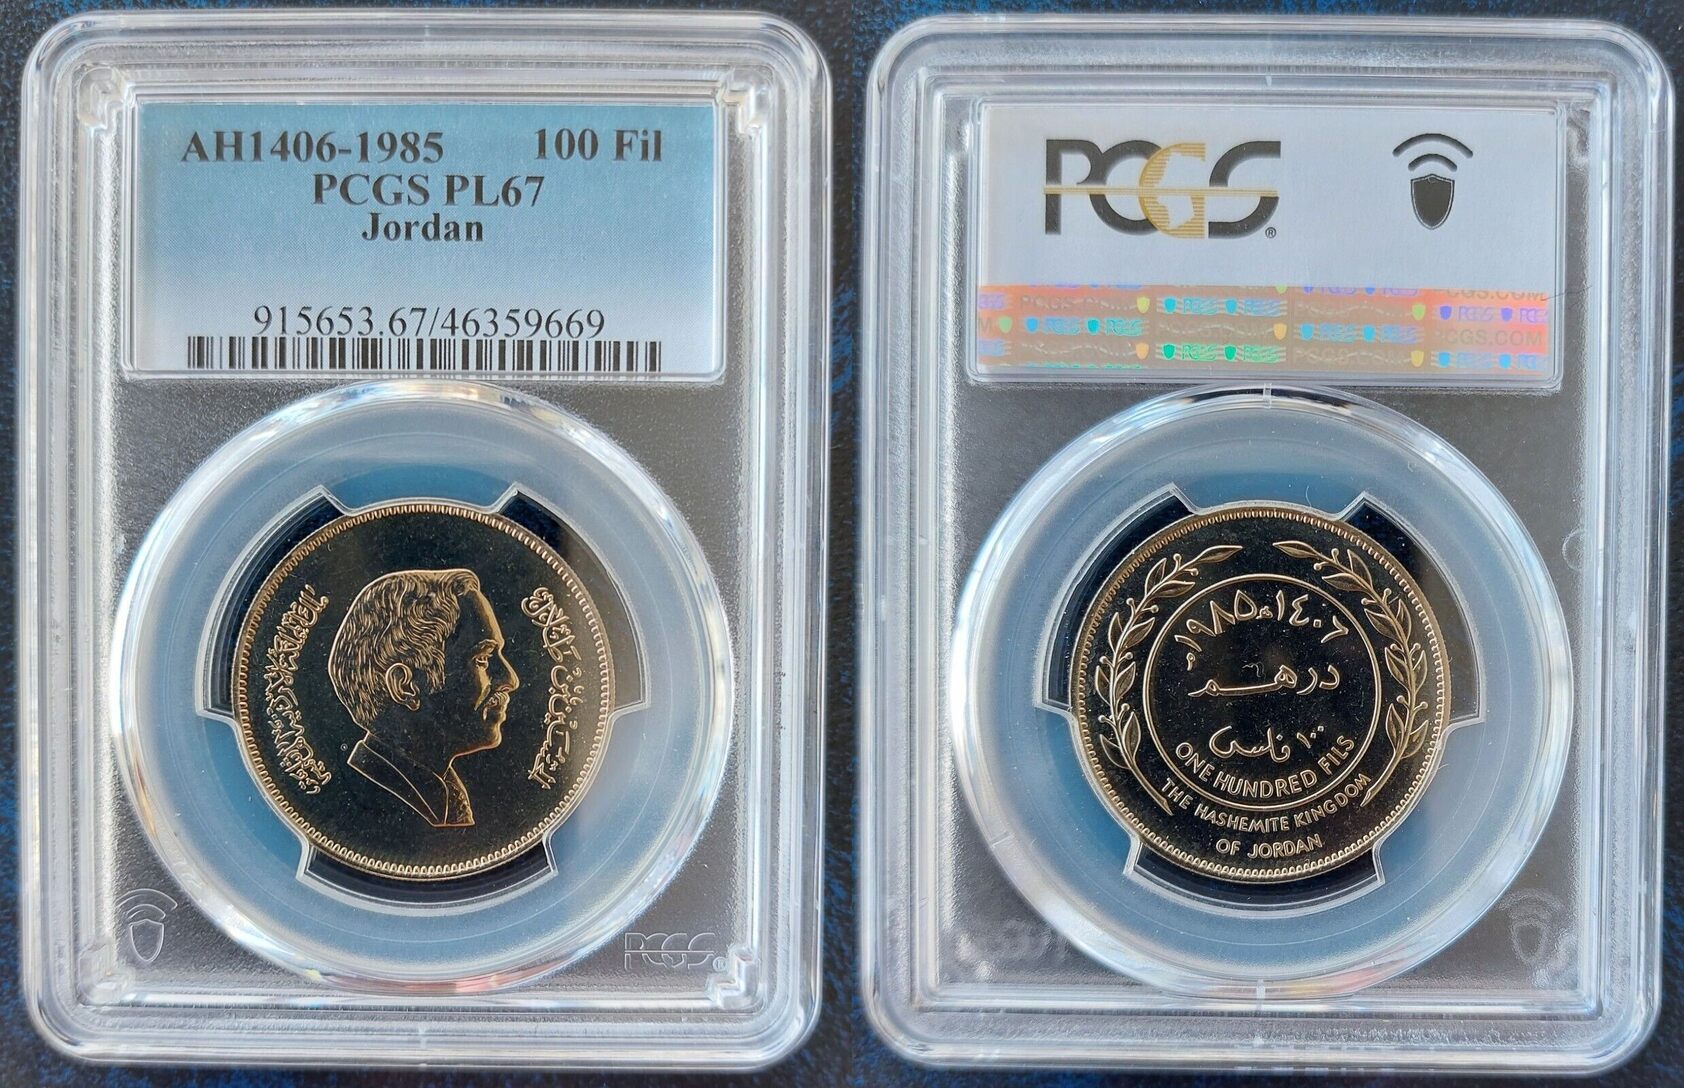 AH1406-1985 100 Fil
PCGS PL67
Jordan
915653.67/46359669
PCGS
PCGS
١٩٨٥ ١٤٠٦
درهم
١٠٠ فلس
ONE HUNDRED FILS
THE HASHEMITE KINGDOM
OF JORDAN